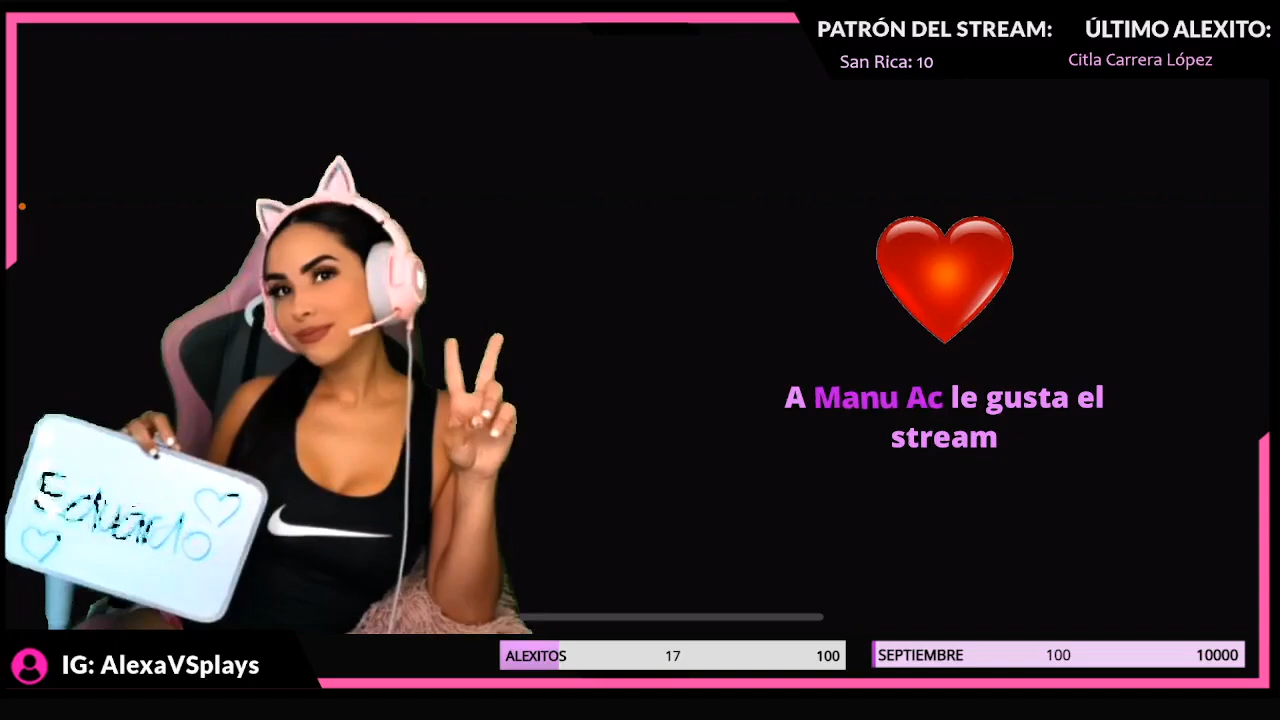 PATRÓN DEL STREAM:
San Rica: 10
ÚLTIMO ALEXITO:
Citla Carrera López
A Manu Ac le gusta el
stream
Eduardo
IG: AlexaVSplays
ALEXITOS 17 100
SEPTIEMBRE 100 10000